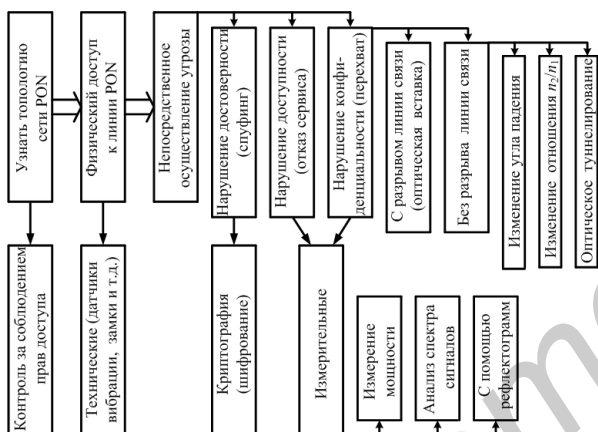 Узнать топологию
сети PON
Физический доступ
к линии PON
Непосредственное
осуществление угрозы
Нарушение достоверности
(спуфинг)
Нарушение доступности
(отказ сервиса)
Нарушение конфи-
денциальности (перехват)
С разрывом линии связи
(оптическая вставка)
Без разрыва линии связи
Изменение угла падения
Изменение отношения n₂/n₁
Оптическое туннелирование
Контроль за соблюдением
прав доступа
Технические (датчики
вибрации, замки и т.д.)
Криптография
(шифрование)
Измерительные
Измерение
мощности
Анализ спектра
сигналов
С помощью
рефлектограмм